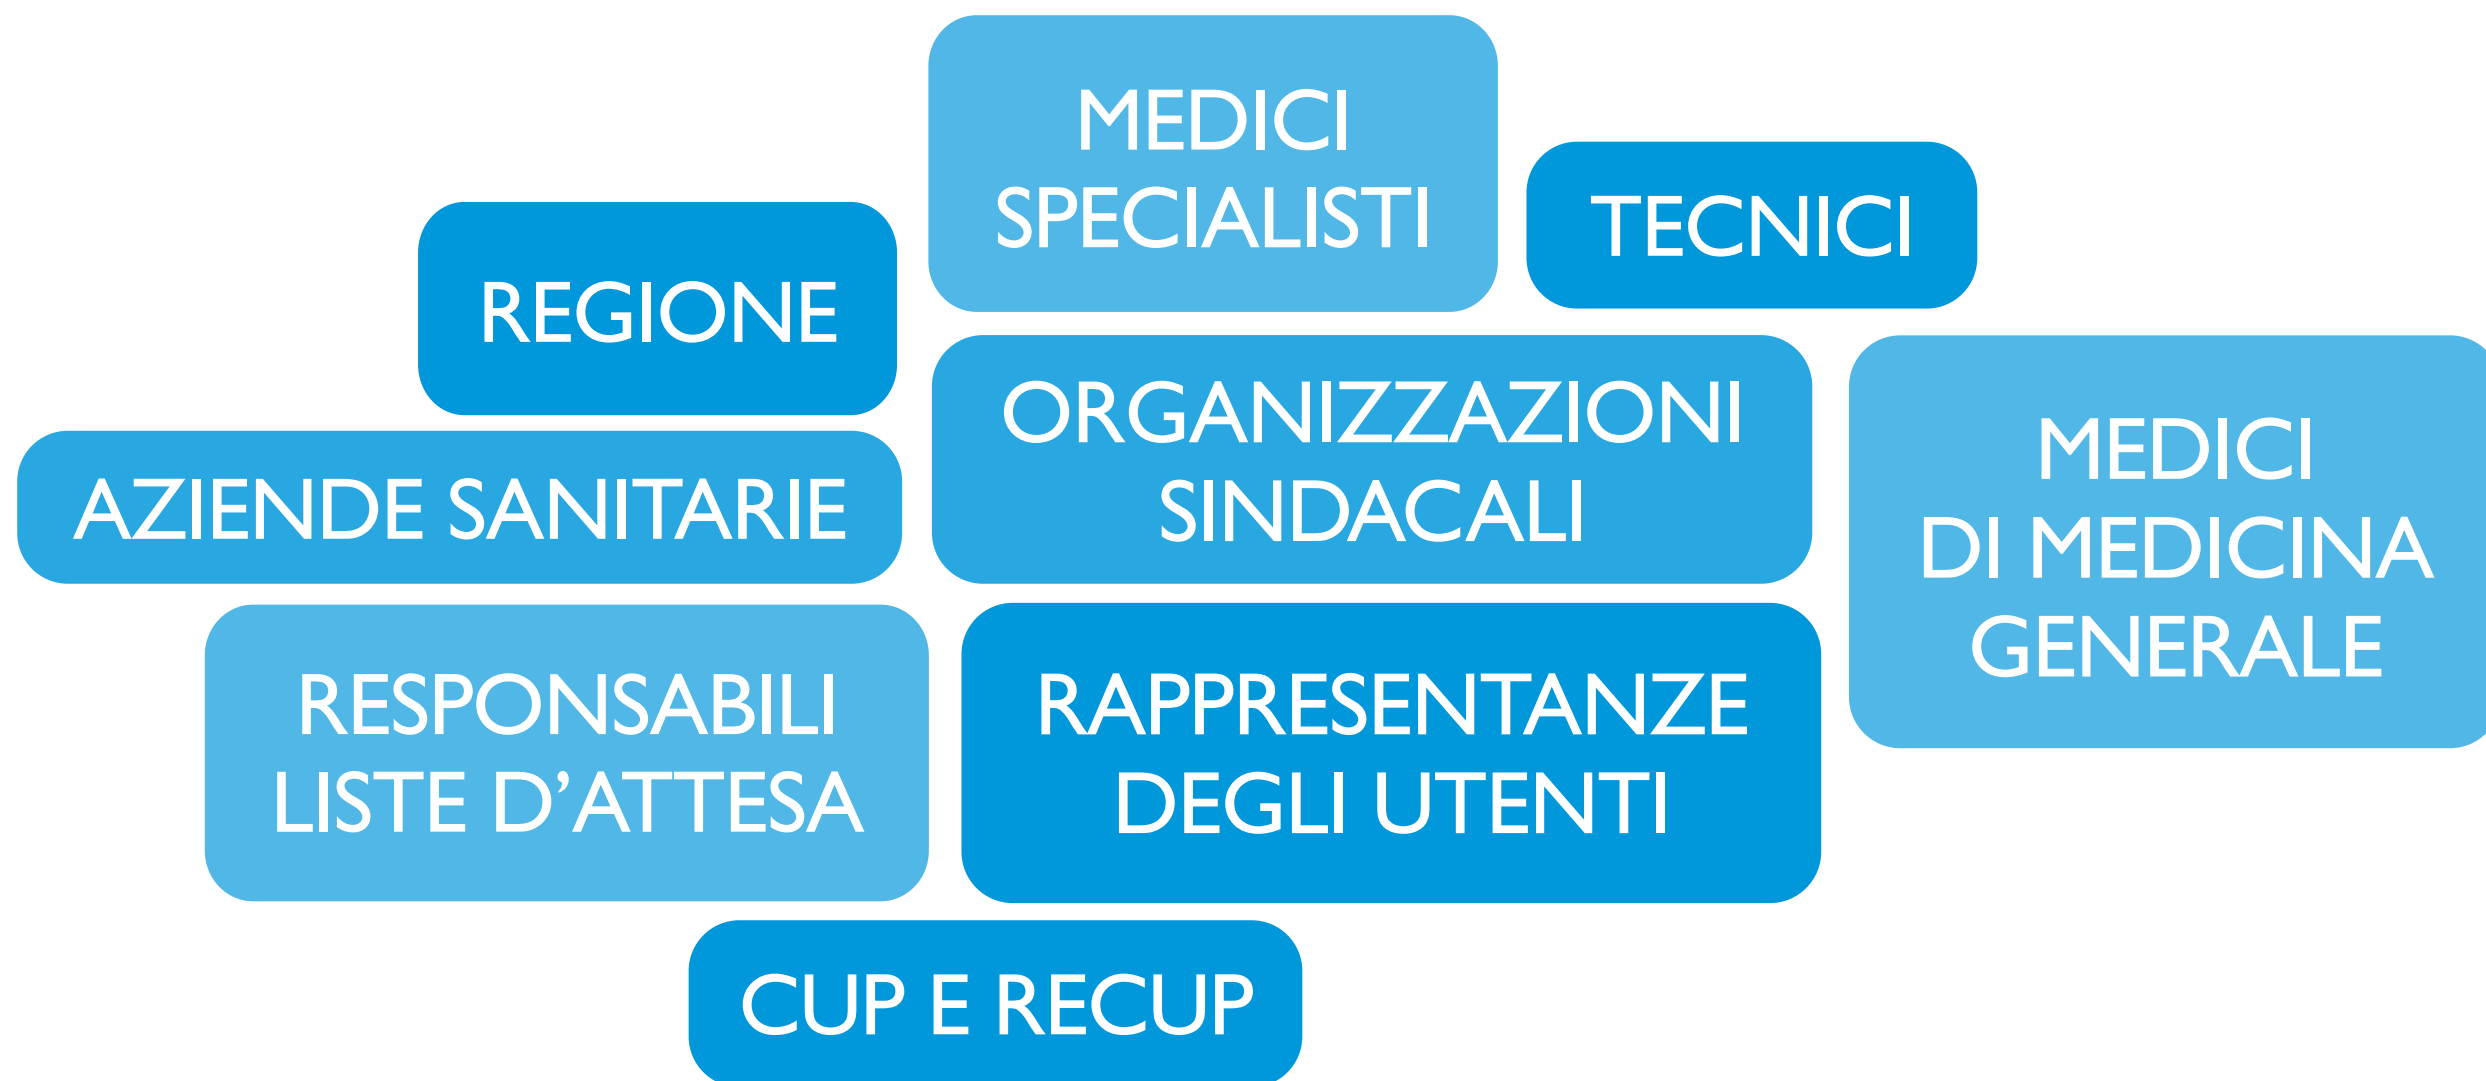 MEDICI
SPECIALISTI
TECNICI
REGIONE
ORGANIZZAZIONI
SINDACALI
MEDICI
DI MEDICINA
GENERALE
AZIENDE SANITARIE
RESPONSABILI
LISTE D’ATTESA
RAPPRESENTANZE
DEGLI UTENTI
CUP E RECUP